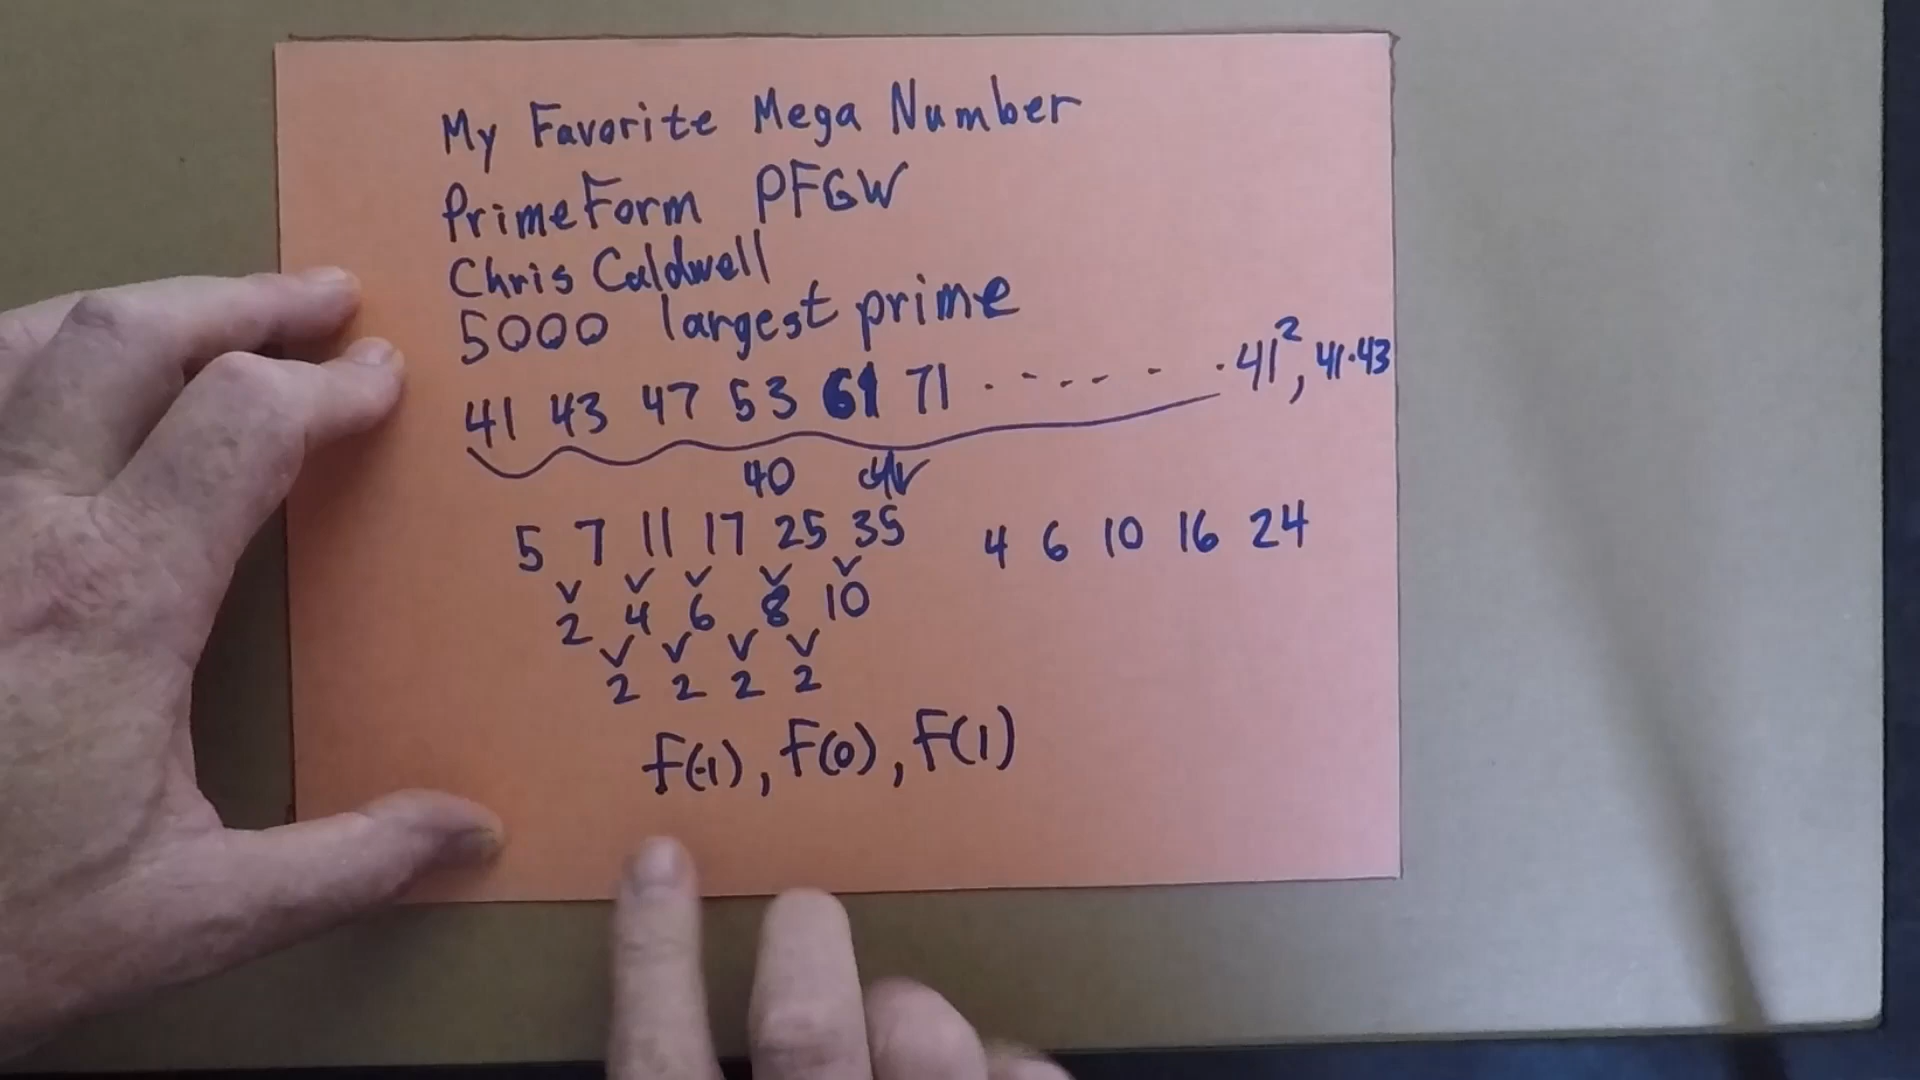 My Favorite Mega Number
PrimeForm PFGW
Chris Caldwell
5000 largest prime
41 43 47 53 61 71 . - . - - - . 41², 41·43
40
5 7 11 17 25 35 4 6 10 16 24
2 4 6 8 10
2 2 2 2
f(-1), f(0), f(1)